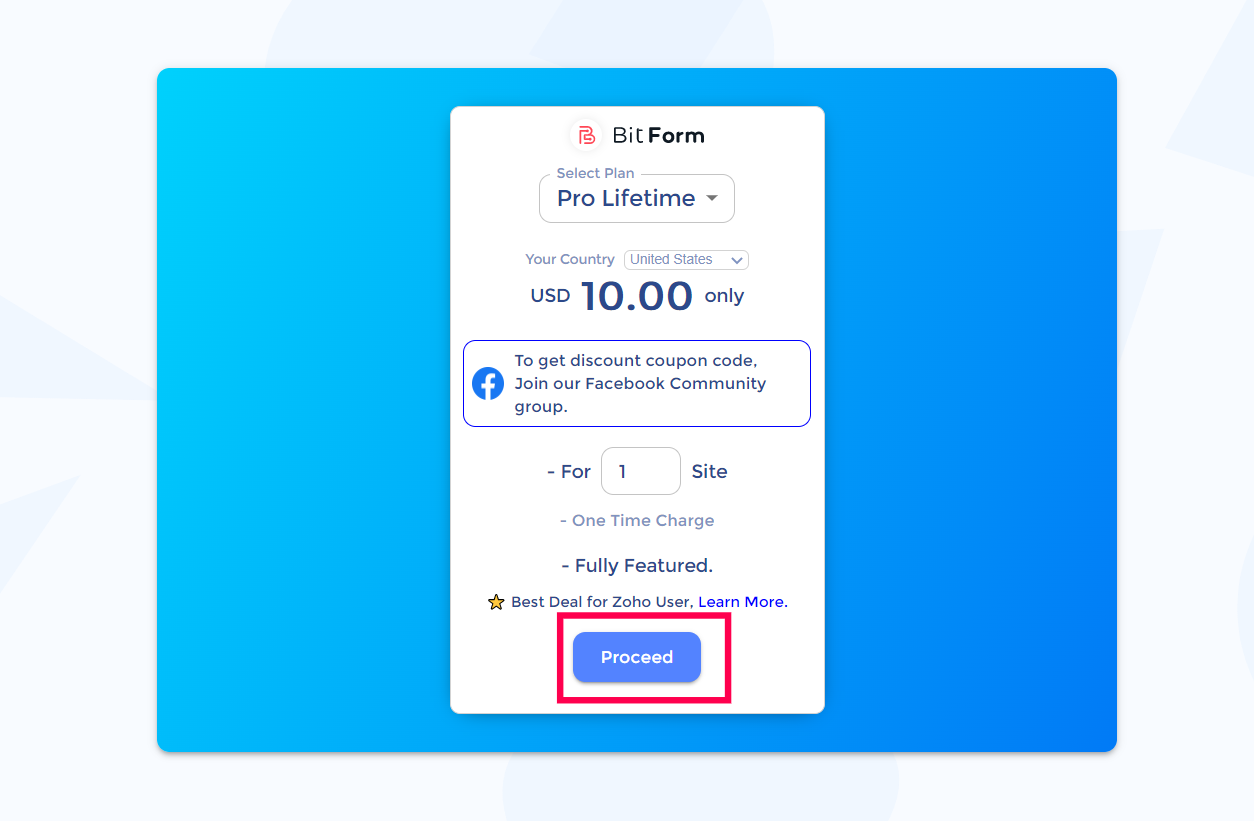 Bit Form
Select Plan
Pro Lifetime
Your Country United States
USD 10.00 only
To get discount coupon code,
Join our Facebook Community
group.
- For 1 Site
- One Time Charge
- Fully Featured.
Best Deal for Zoho User, Learn More.
Proceed